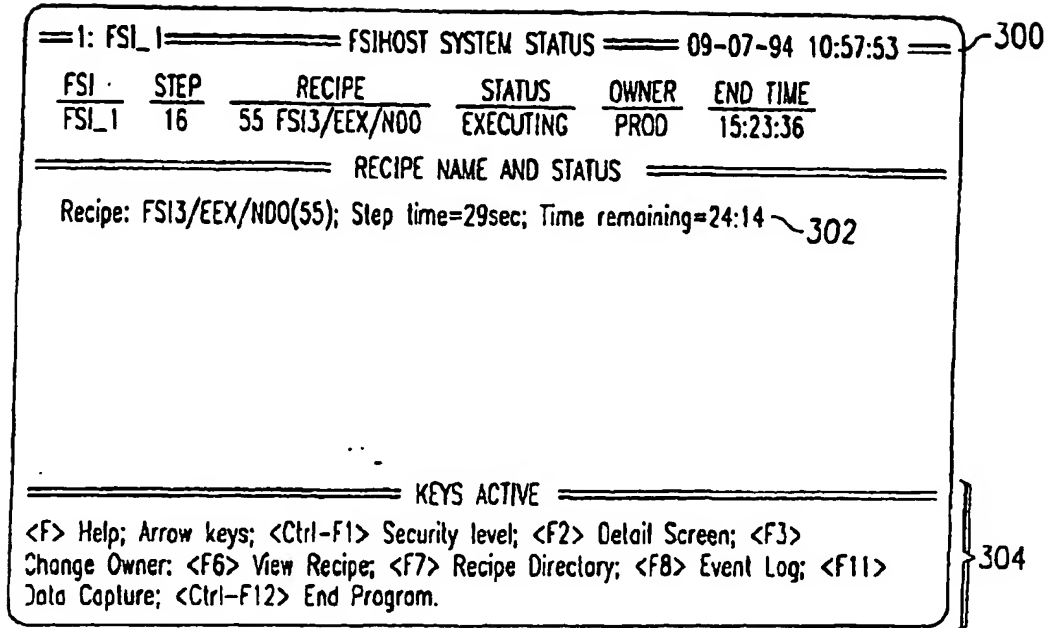 1: FSI_1 FSIHOST SYSTEM STATUS 09-07-94 10:57:53 300
FSI STEP RECIPE STATUS OWNER END TIME
FSI_1 16 55 FSI3/EEX/NDO EXECUTING PROD 15:23:36
RECIPE NAME AND STATUS
Recipe: FSI3/EEX/NDO(55); Step time=29sec; Time remaining=24:14 302
KEYS ACTIVE
<F> Help; Arrow keys; <Ctrl-F1> Security level; <F2> Detail Screen; <F3>
Change Owner: <F6> View Recipe; <F7> Recipe Directory; <F8> Event Log; <F11>
Data Capture; <Ctrl-F12> End Program.
304